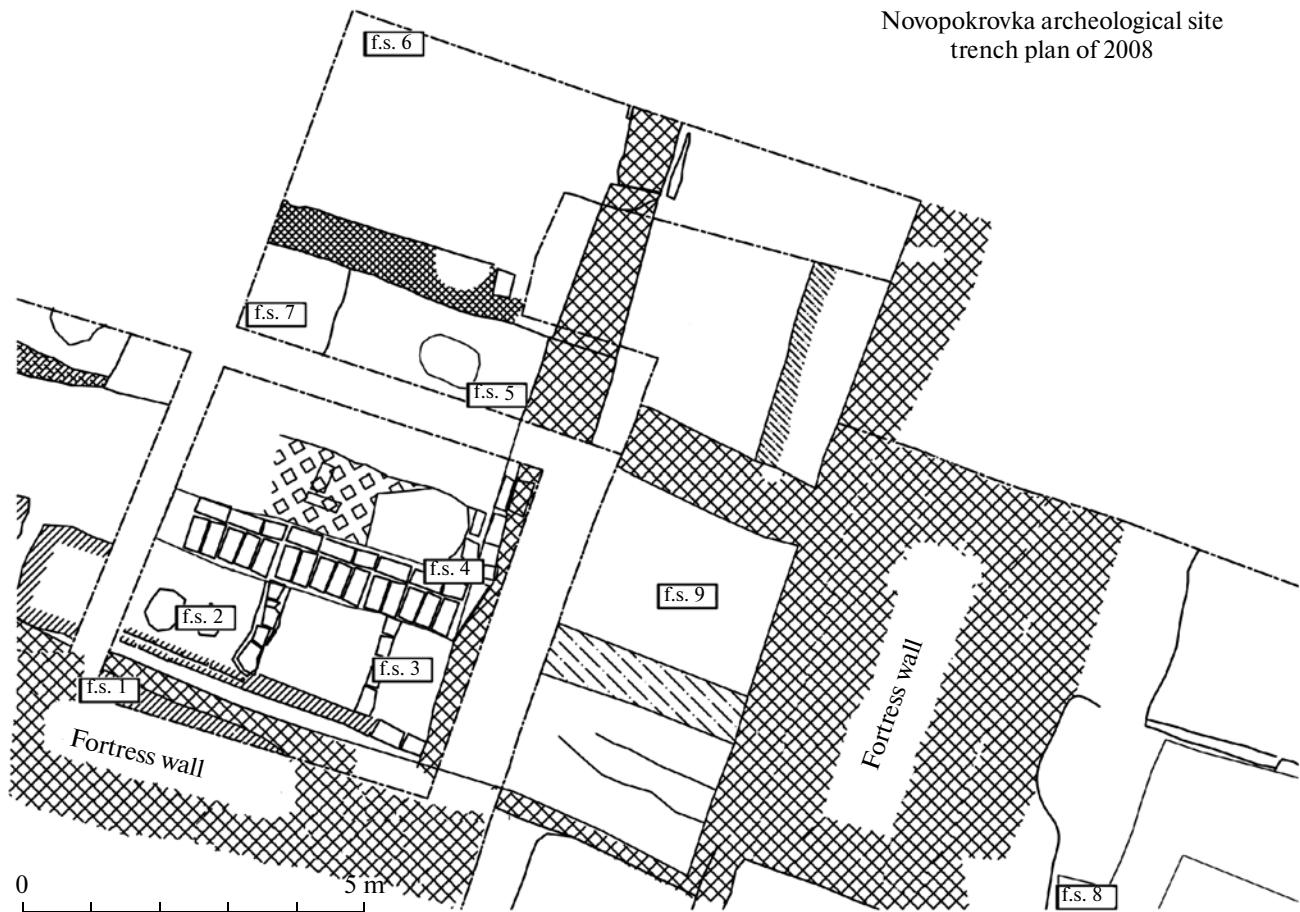 Novopokrovka archeological site
trench plan of 2008
f.s. 6
f.s. 7
f.s. 5
f.s. 4
f.s. 9
f.s. 2
f.s. 3
f.s. 1
Fortress wall
Fortress wall
f.s. 8
0 5 m